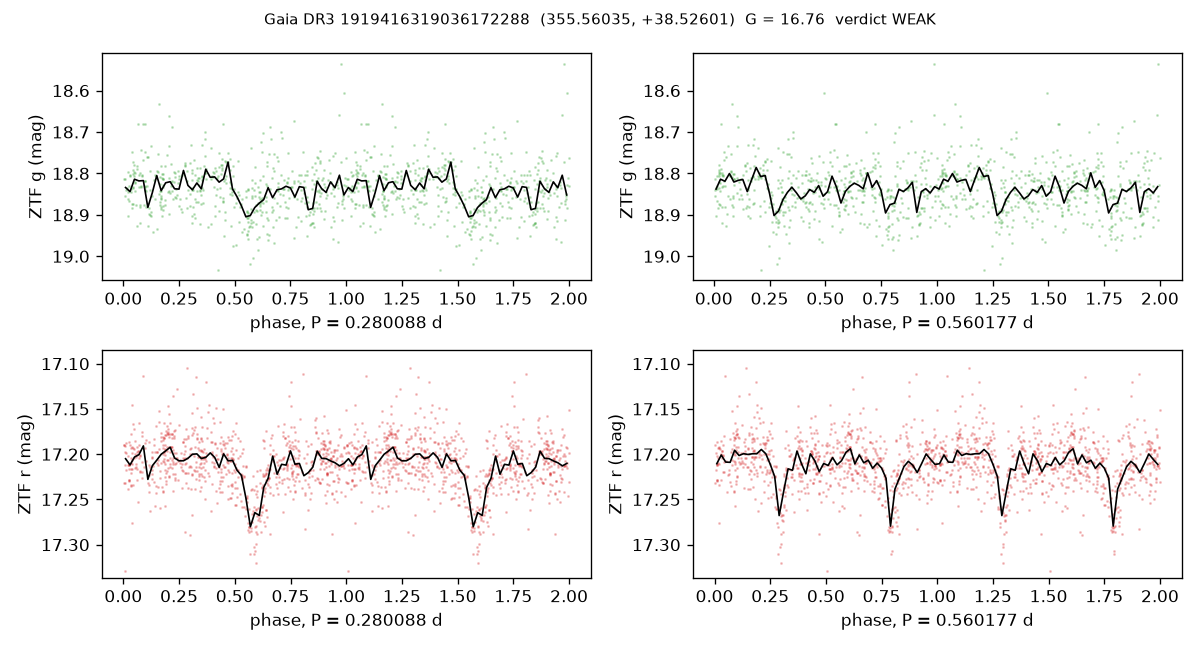 Gaia DR3 1919416319036172288 (355.56035, +38.52601) G = 16.76 verdict WEAK
ZTF g (mag)
18.6
18.7
18.8
18.9
19.0
0.00 0.25 0.50 0.75 1.00 1.25 1.50 1.75 2.00
phase, P = 0.280088 d
ZTF g (mag)
18.6
18.7
18.8
18.9
19.0
0.00 0.25 0.50 0.75 1.00 1.25 1.50 1.75 2.00
phase, P = 0.560177 d
ZTF r (mag)
17.10
17.15
17.20
17.25
17.30
0.00 0.25 0.50 0.75 1.00 1.25 1.50 1.75 2.00
phase, P = 0.280088 d
ZTF r (mag)
17.10
17.15
17.20
17.25
17.30
0.00 0.25 0.50 0.75 1.00 1.25 1.50 1.75 2.00
phase, P = 0.560177 d